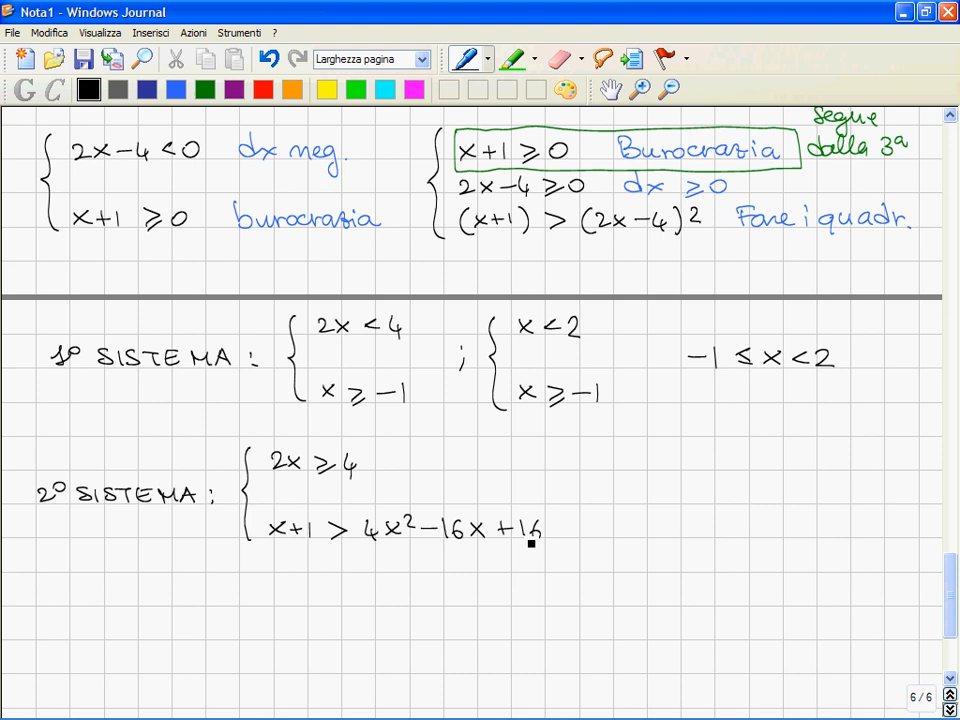 Nota1 - Windows Journal
File Modifica Visualizza Inserisci Azioni Strumenti ?
Larghezza pagina
G C
2x-4<0 dx neg.
x+1 ≥0 burocrazia
Segue
dalla 3ª
x+1≥0 Burocrazia
2x-4≥0 dx ≥0
(x+1) > (2x-4)² Fare i quadr.
1º SISTEMA: 2x<4 ; x<2 -1≤x<2
x≥-1 x≥-1
2º SISTEMA: 2x≥4
x+1 > 4x²-16x+16
6/6